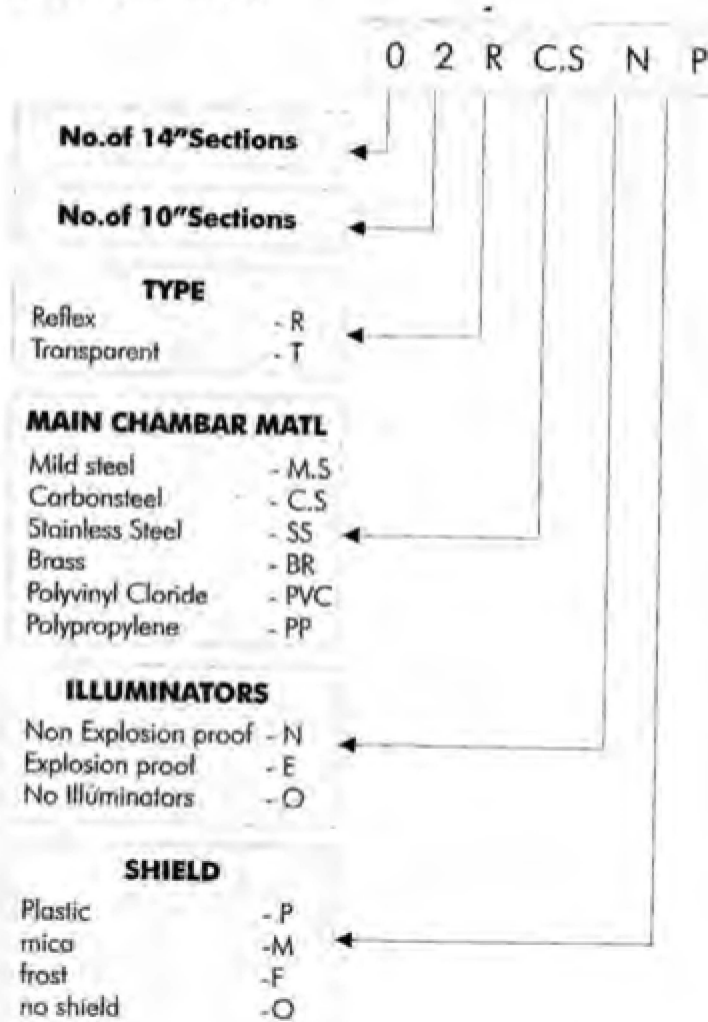 0 2 R C.S N P
No.of 14"Sections
No.of 10"Sections
TYPE
Reflex - R
Transparent - T
MAIN CHAMBAR MATL
Mild steel - M.S
Carbonsteel - C.S
Stainless Steel - SS
Brass - BR
Polyvinyl Cloride - PVC
Polypropylene - PP
ILLUMINATORS
Non Explosion proof - N
Explosion proof - E
No Illuminators - O
SHIELD
Plastic - P
mica -M
frost -F
no shield -O